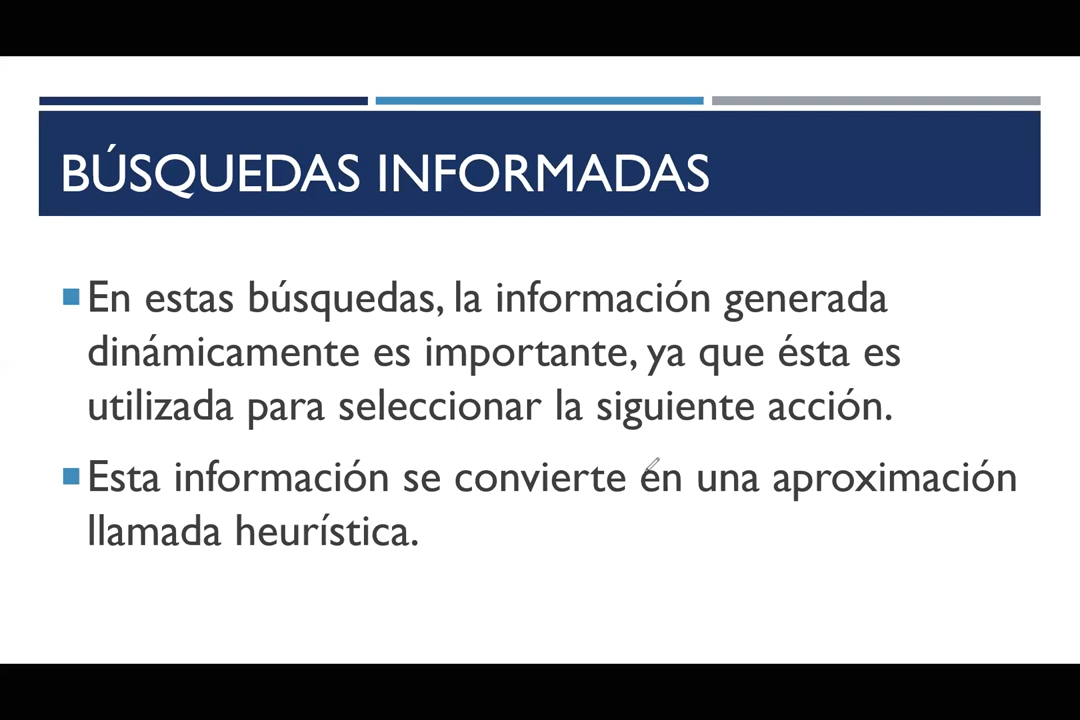 BÚSQUEDAS INFORMADAS
En estas búsquedas, la información generada
dinámicamente es importante, ya que ésta es
utilizada para seleccionar la siguiente acción.
Esta información se convierte en una aproximación
llamada heurística.